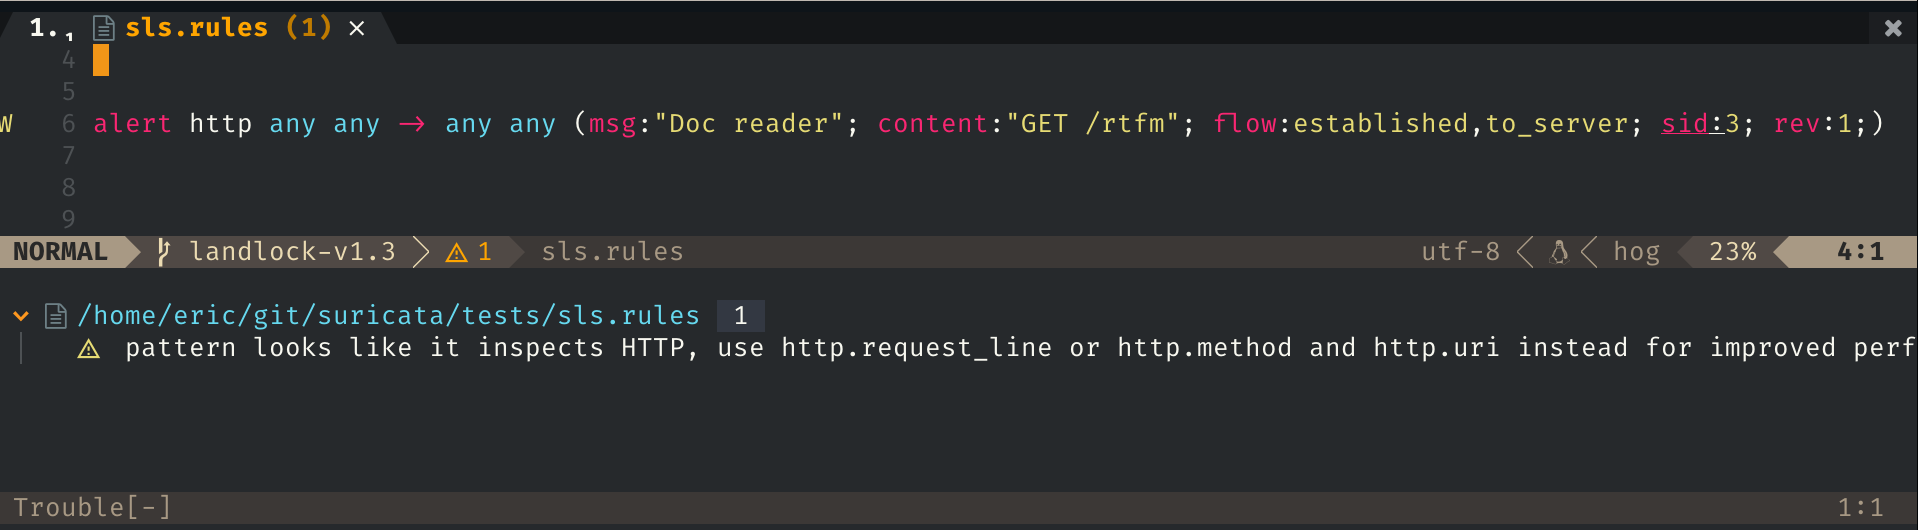 1.₁ sls.rules (1) ×
4
5
W 6 alert http any any -> any any (msg:"Doc reader"; content:"GET /rtfm"; flow:established,to_server; sid:3; rev:1;)
7
8
9
NORMAL landlock-v1.3 1 sls.rules utf-8 hog 23% 4:1
/home/eric/git/suricata/tests/sls.rules 1
pattern looks like it inspects HTTP, use http.request_line or http.method and http.uri instead for improved perf
Trouble[-] 1:1